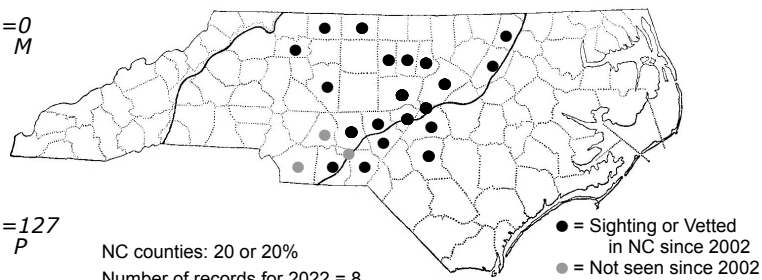 =0
M
=127
P
NC counties: 20 or 20%
Number of records for 2022 = 8
● = Sighting or Vetted
in NC since 2002
● = Not seen since 2002